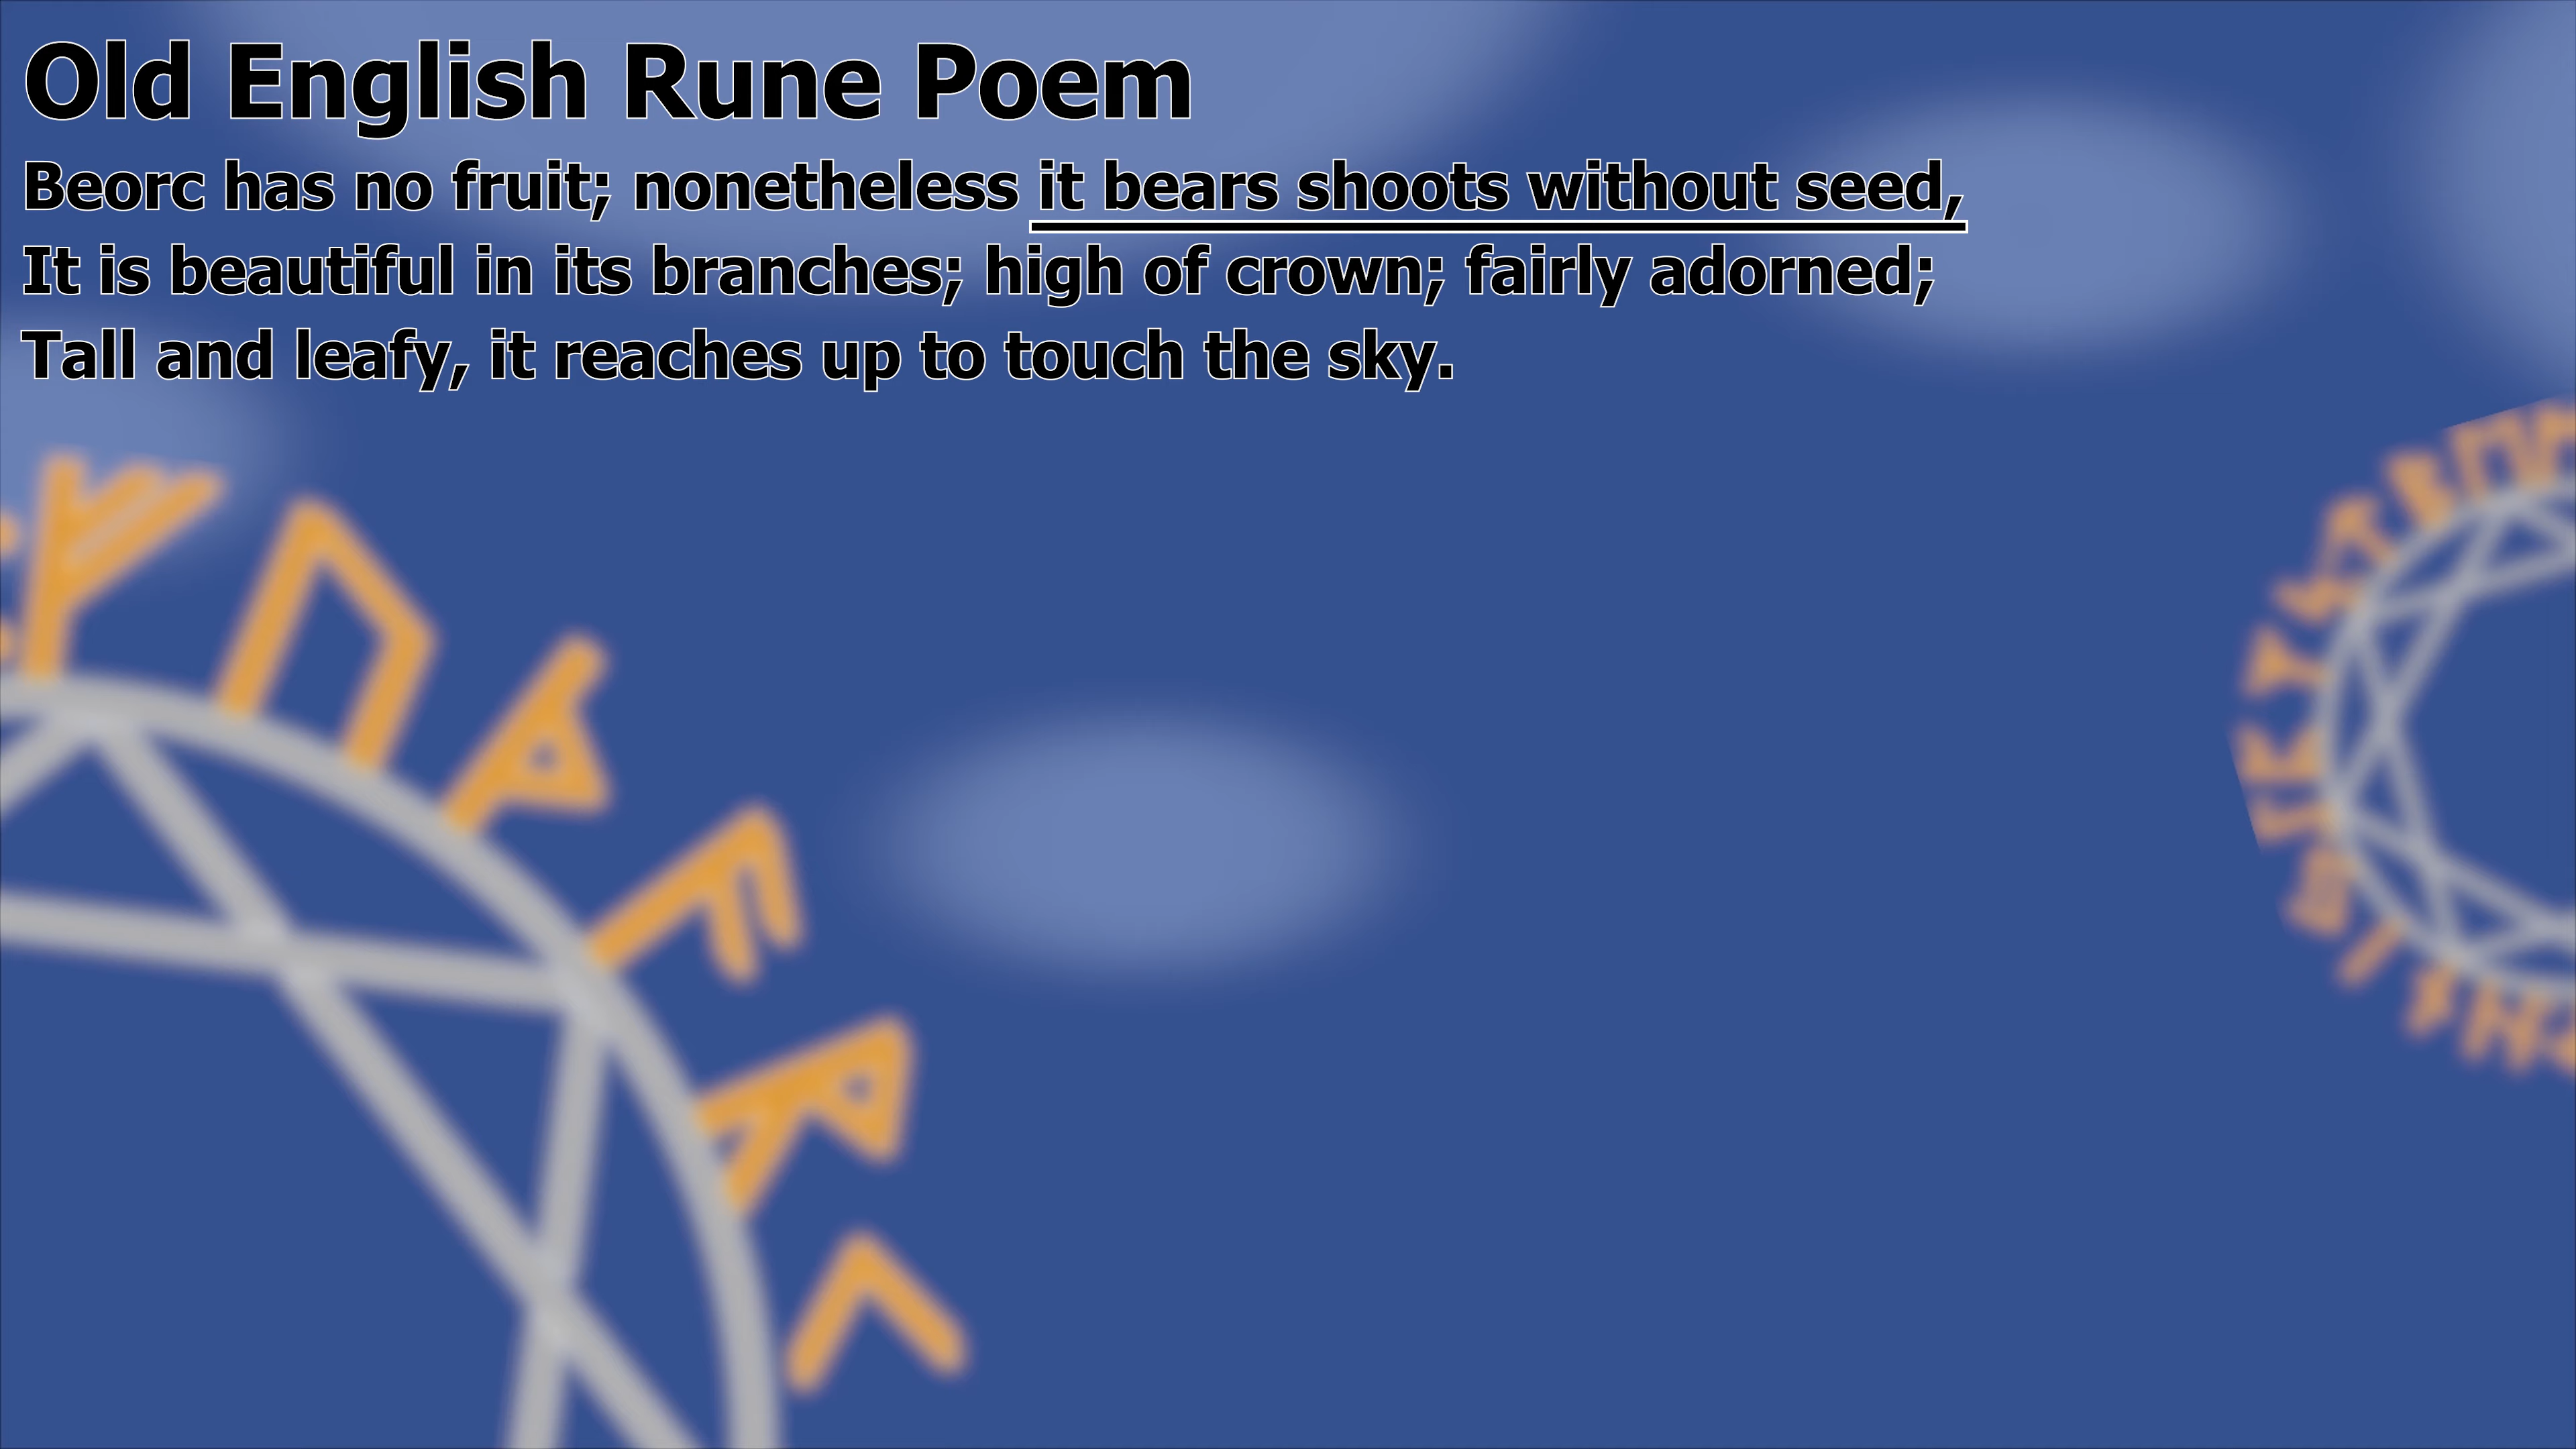 Old English Rune Poem
Beorc has no fruit; nonetheless it bears shoots without seed,
It is beautiful in its branches; high of crown; fairly adorned;
Tall and leafy, it reaches up to touch the sky.
ᚠ ᚢ ᚦ ᚨ ᚱ ᚲ